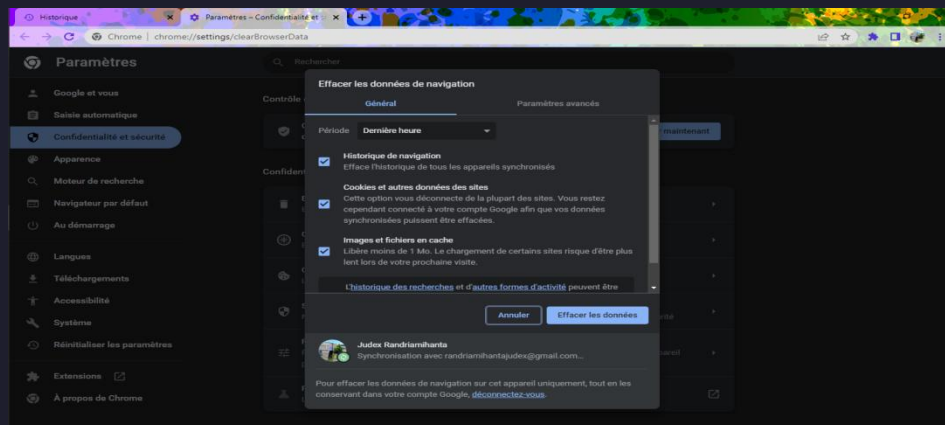 Historique
Paramètres – Confidentialité et
Chrome | chrome://settings/clearBrowserData
Paramètres
Rechercher
Google et vous
Saisie automatique
Confidentialité et sécurité
Apparence
Moteur de recherche
Navigateur par défaut
Au démarrage
Langues
Téléchargements
Accessibilité
Système
Réinitialiser les paramètres
Extensions
À propos de Chrome
Contrôle
maintenant
Confiden
Effacer les données de navigation
Général
Paramètres avancés
Période Dernière heure
Historique de navigation
Efface l'historique de tous les appareils synchronisés
Cookies et autres données des sites
Cette option vous déconnecte de la plupart des sites. Vous restez
cependant connecté à votre compte Google afin que vos données
synchronisées puissent être effacées.
Images et fichiers en cache
Libère moins de 1 Mo. Le chargement de certains sites risque d'être plus
lent lors de votre prochaine visite.
L'historique des recherches et d'autres formes d'activité peuvent être
Annuler
Effacer les données
Judex Randriamihanta
Synchronisation avec randriamihantajudex@gmail.com...
Pour effacer les données de navigation sur cet appareil uniquement, tout en les
conservant dans votre compte Google, déconnectez-vous.